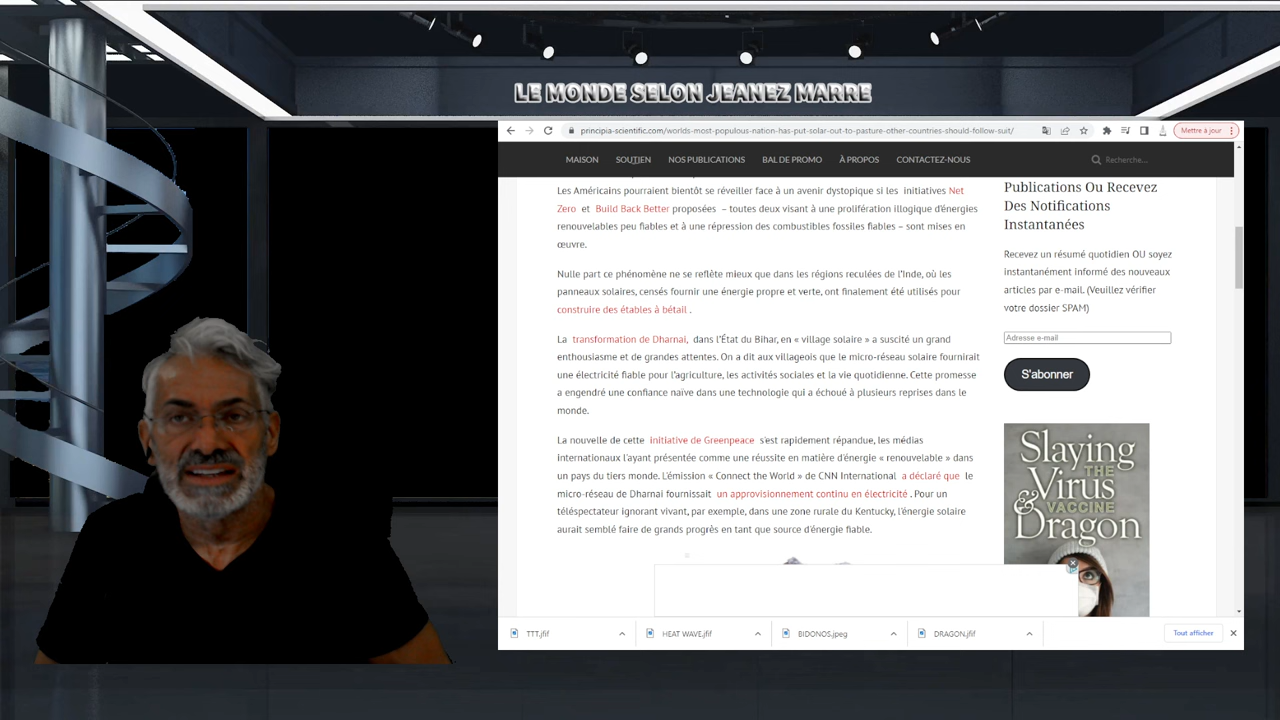 LE MONDE SELON JEANEZ MARRE
principia-scientific.com/worlds-most-populous-nation-has-put-solar-out-to-pasture-other-countries-should-follow-suit/
Mettre à jour
MAISON SOUTIEN NOS PUBLICATIONS BAL DE PROMO À PROPOS CONTACTEZ-NOUS Recherche...
Les Américains pourraient bientôt se réveiller face à un avenir dystopique si les initiatives Net
Zero et Build Back Better proposées – toutes deux visant à une prolifération illogique d'énergies
renouvelables peu fiables et à une répression des combustibles fossiles fiables – sont mises en
œuvre.
Nulle part ce phénomène ne se reflète mieux que dans les régions reculées de l'Inde, où les
panneaux solaires, censés fournir une énergie propre et verte, ont finalement été utilisés pour
construire des étables à bétail .
La transformation de Dharnai, dans l'État du Bihar, en « village solaire » a suscité un grand
enthousiasme et de grandes attentes. On a dit aux villageois que le micro-réseau solaire fournirait
une électricité fiable pour l'agriculture, les activités sociales et la vie quotidienne. Cette promesse
a engendré une confiance naïve dans une technologie qui a échoué à plusieurs reprises dans le
monde.
La nouvelle de cette initiative de Greenpeace s'est rapidement répandue, les médias
internationaux l'ayant présentée comme une réussite en matière d'énergie « renouvelable » dans
un pays du tiers monde. L'émission « Connect the World » de CNN International a déclaré que le
micro-réseau de Dharnai fournissait un approvisionnement continu en électricité . Pour un
téléspectateur ignorant vivant, par exemple, dans une zone rurale du Kentucky, l'énergie solaire
aurait semblé faire de grands progrès en tant que source d'énergie fiable.
Publications Ou Recevez
Des Notifications
Instantanées
Recevez un résumé quotidien OU soyez
instantanément informé des nouveaux
articles par e-mail. (Veuillez vérifier
votre dossier SPAM)
Adresse e-mail
S'abonner
Slaying
THE
Virus
& VACCINE
Dragon
TTT.jfif HEAT WAVE.jfif BIDONOS.jpeg DRAGON.jfif Tout afficher